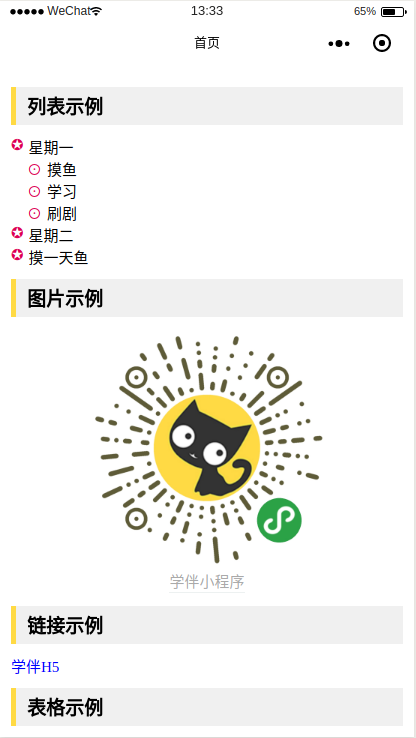 WeChat 13:33 65%
首页
列表示例
星期一
摸鱼
学习
刷剧
星期二
摸一天鱼
图片示例
学伴小程序
链接示例
学伴H5
表格示例